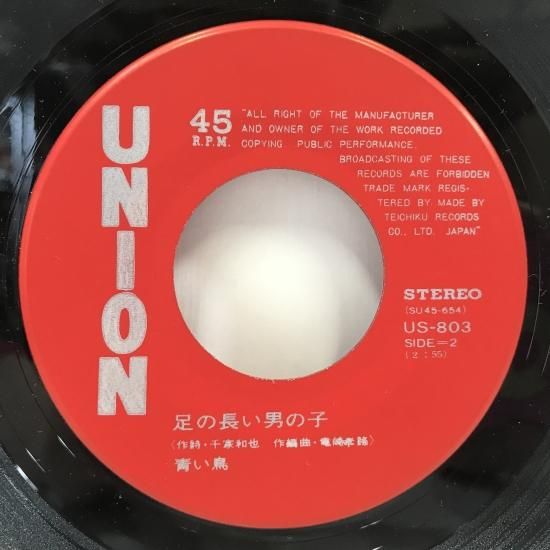 UNION
45
R.P.M.
"ALL RIGHT OF THE MANUFACTURER
AND OWNER OF THE WORK RECORDED
COPYING, PUBLIC PERFORMANCE,
BROADCASTING OF THESE
RECORDS ARE FORBIDDEN
TRADE MARK REGIS-
TERED BY, MADE BY
TEICHIKU RECORDS
CO., LTD. JAPAN"
STEREO
(SU45-654)
US-803
SIDE=2
(2:55)
足の長い男の子
〈作詩・千家和也 作編曲・竜崎孝路〉
青い鳥